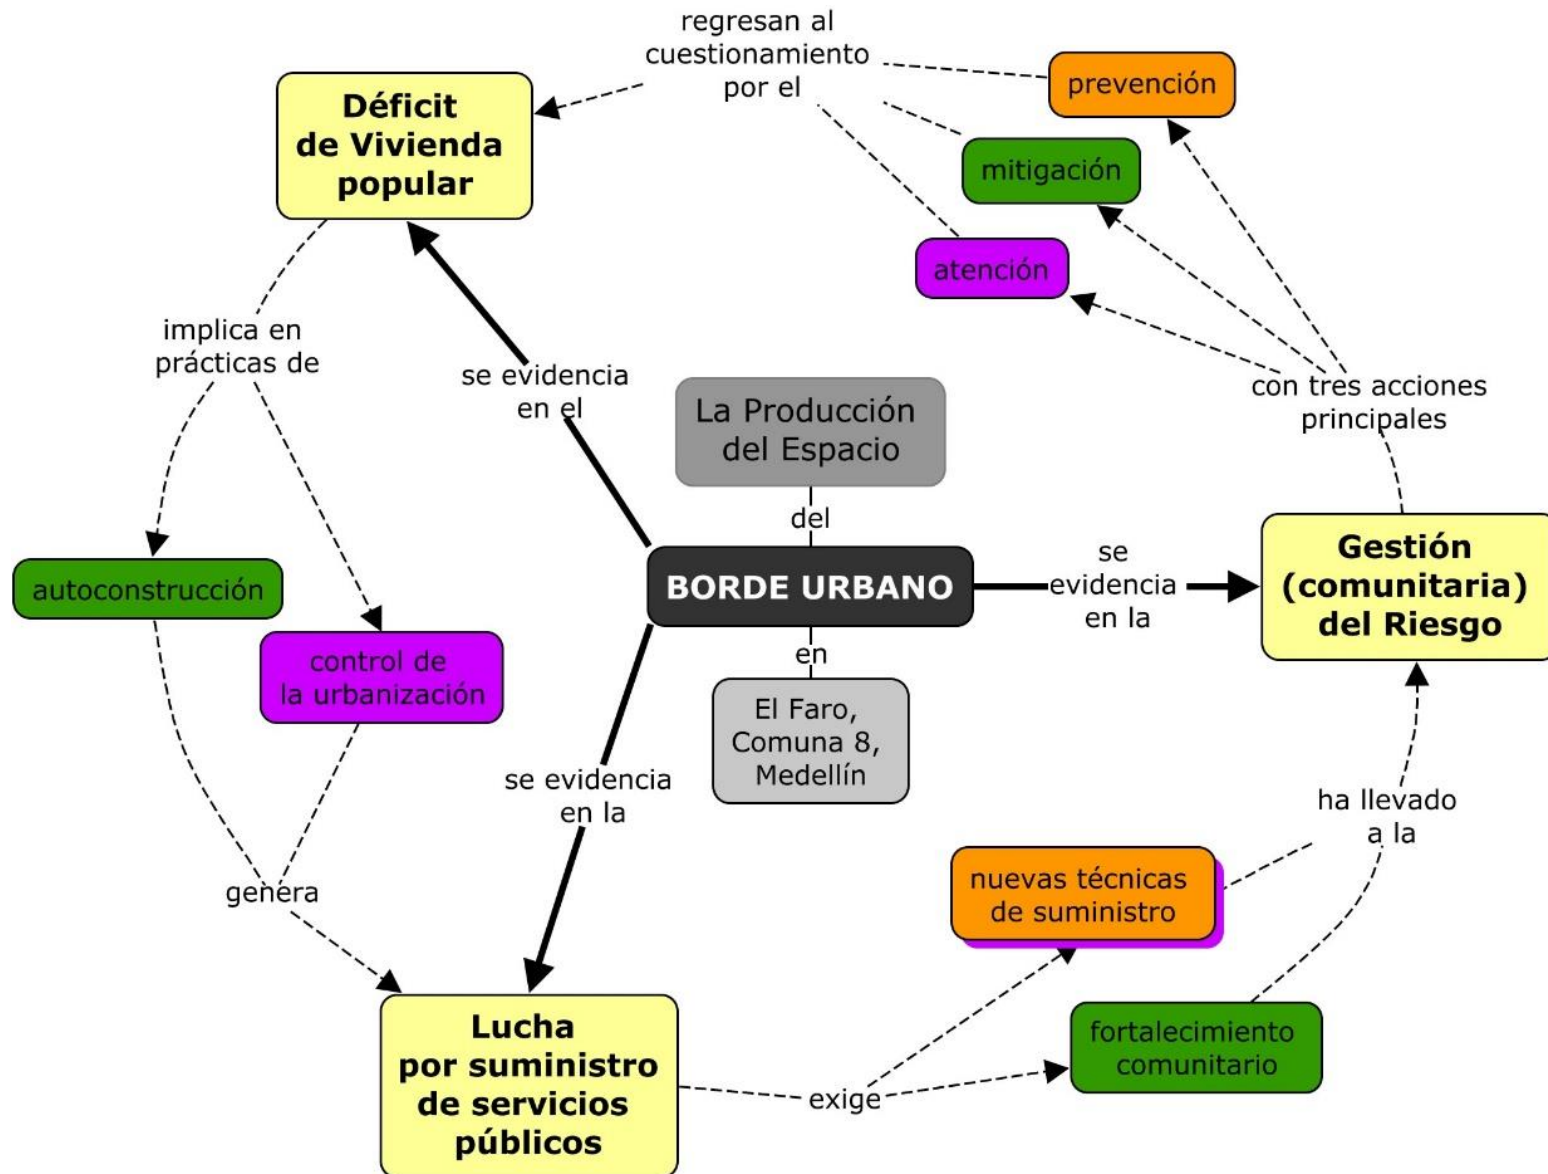 regresan al
cuestionamiento
por el
prevención
mitigación
atención
Déficit
de Vivienda
popular
implica en
prácticas de
se evidencia
en el
La Producción
del Espacio
del
BORDE URBANO
en
El Faro,
Comuna 8,
Medellín
con tres acciones
principales
se
evidencia
en la
Gestión
(comunitaria)
del Riesgo
autoconstrucción
control de
la urbanización
se evidencia
en la
genera
ha llevado
a la
nuevas técnicas
de suministro
fortalecimiento
comunitario
Lucha
por suministro
de servicios
públicos
exige